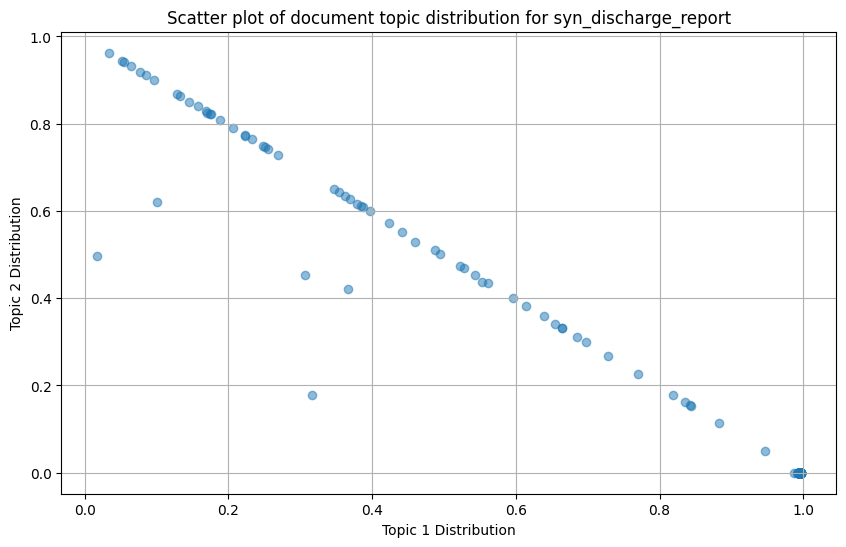 Scatter plot of document topic distribution for syn_discharge_report
1.0
0.8
0.6
0.4
0.2
0.0
Topic 2 Distribution
0.0 0.2 0.4 0.6 0.8 1.0
Topic 1 Distribution